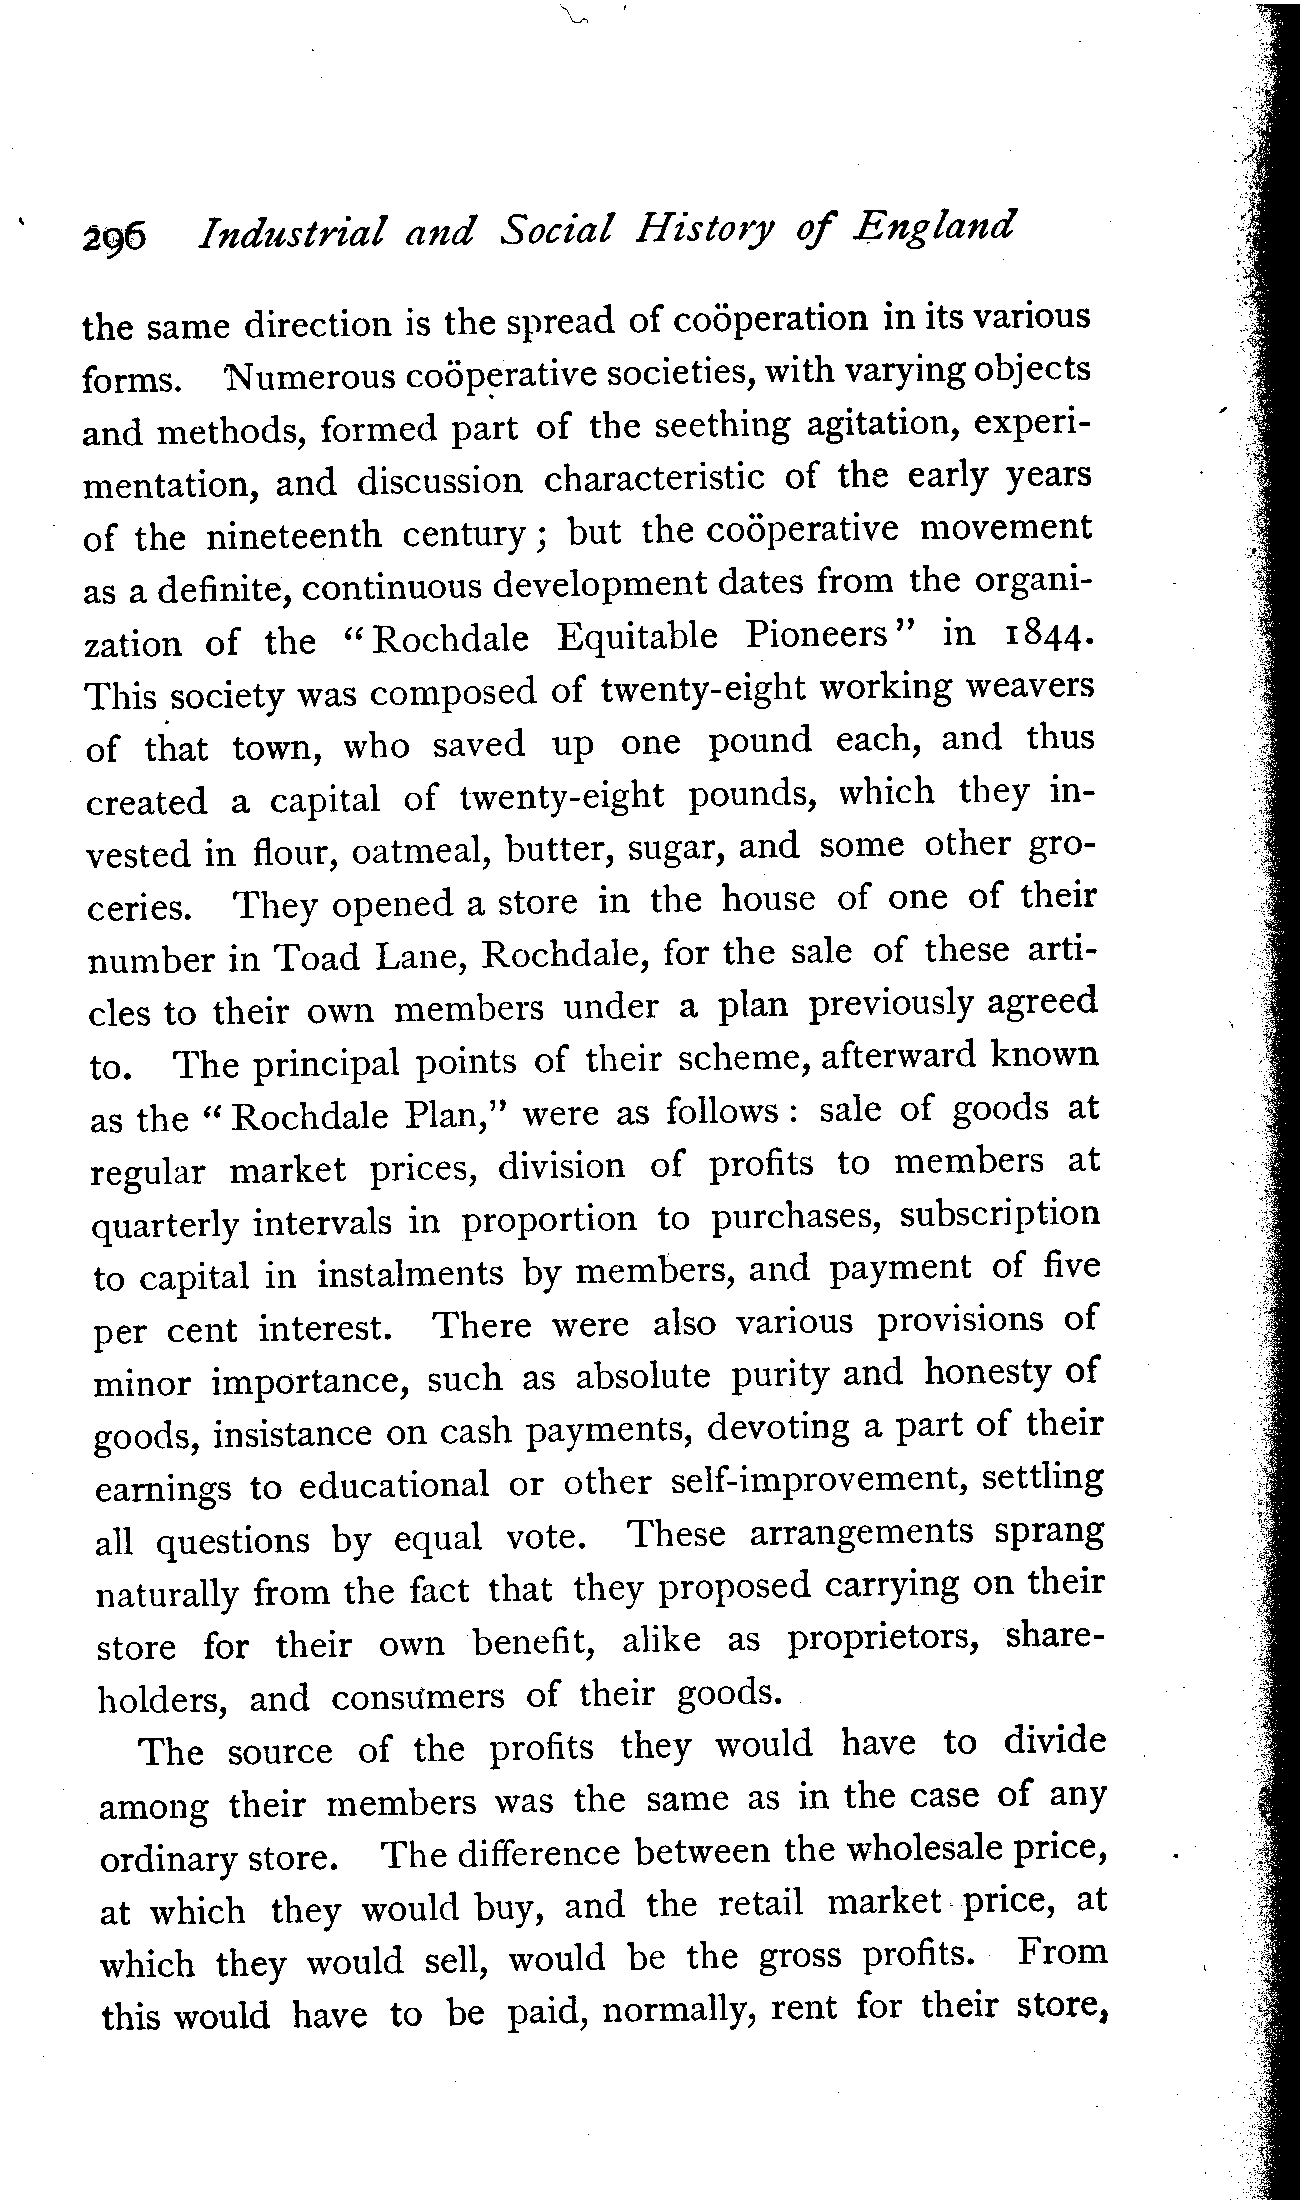 296 Industrial and Social History of England
the same direction is the spread of coöperation in its various
forms. Numerous coöperative societies, with varying objects
and methods, formed part of the seething agitation, experi-
mentation, and discussion characteristic of the early years
of the nineteenth century; but the coöperative movement
as a definite, continuous development dates from the organi-
zation of the "Rochdale Equitable Pioneers" in 1844.
This society was composed of twenty-eight working weavers
of that town, who saved up one pound each, and thus
created a capital of twenty-eight pounds, which they in-
vested in flour, oatmeal, butter, sugar, and some other gro-
ceries. They opened a store in the house of one of their
number in Toad Lane, Rochdale, for the sale of these arti-
cles to their own members under a plan previously agreed
to. The principal points of their scheme, afterward known
as the "Rochdale Plan," were as follows: sale of goods at
regular market prices, division of profits to members at
quarterly intervals in proportion to purchases, subscription
to capital in instalments by members, and payment of five
per cent interest. There were also various provisions of
minor importance, such as absolute purity and honesty of
goods, insistance on cash payments, devoting a part of their
earnings to educational or other self-improvement, settling
all questions by equal vote. These arrangements sprang
naturally from the fact that they proposed carrying on their
store for their own benefit, alike as proprietors, share-
holders, and consumers of their goods.
The source of the profits they would have to divide
among their members was the same as in the case of any
ordinary store. The difference between the wholesale price,
at which they would buy, and the retail market price, at
which they would sell, would be the gross profits. From
this would have to be paid, normally, rent for their store,